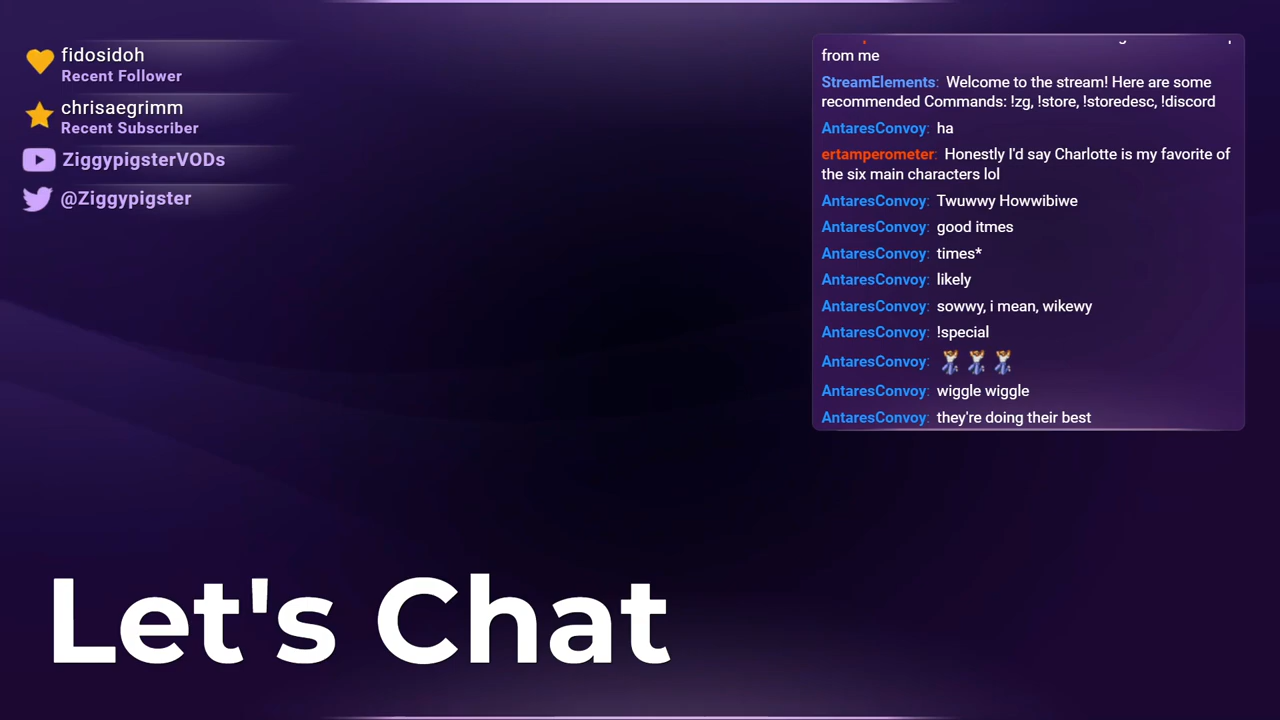 fidosidoh
Recent Follower
chrisaegrimm
Recent Subscriber
ZiggypigsterVODs
@Ziggypigster
from me
StreamElements: Welcome to the stream! Here are some
recommended Commands: !zg, !store, !storedesc, !discord
AntaresConvoy: ha
ertamperometer: Honestly I'd say Charlotte is my favorite of
the six main characters lol
AntaresConvoy: Twuwwy Howwibiwe
AntaresConvoy: good itmes
AntaresConvoy: times*
AntaresConvoy: likely
AntaresConvoy: sowwy, i mean, wikewy
AntaresConvoy: !special
AntaresConvoy:
AntaresConvoy: wiggle wiggle
AntaresConvoy: they're doing their best
Let's Chat